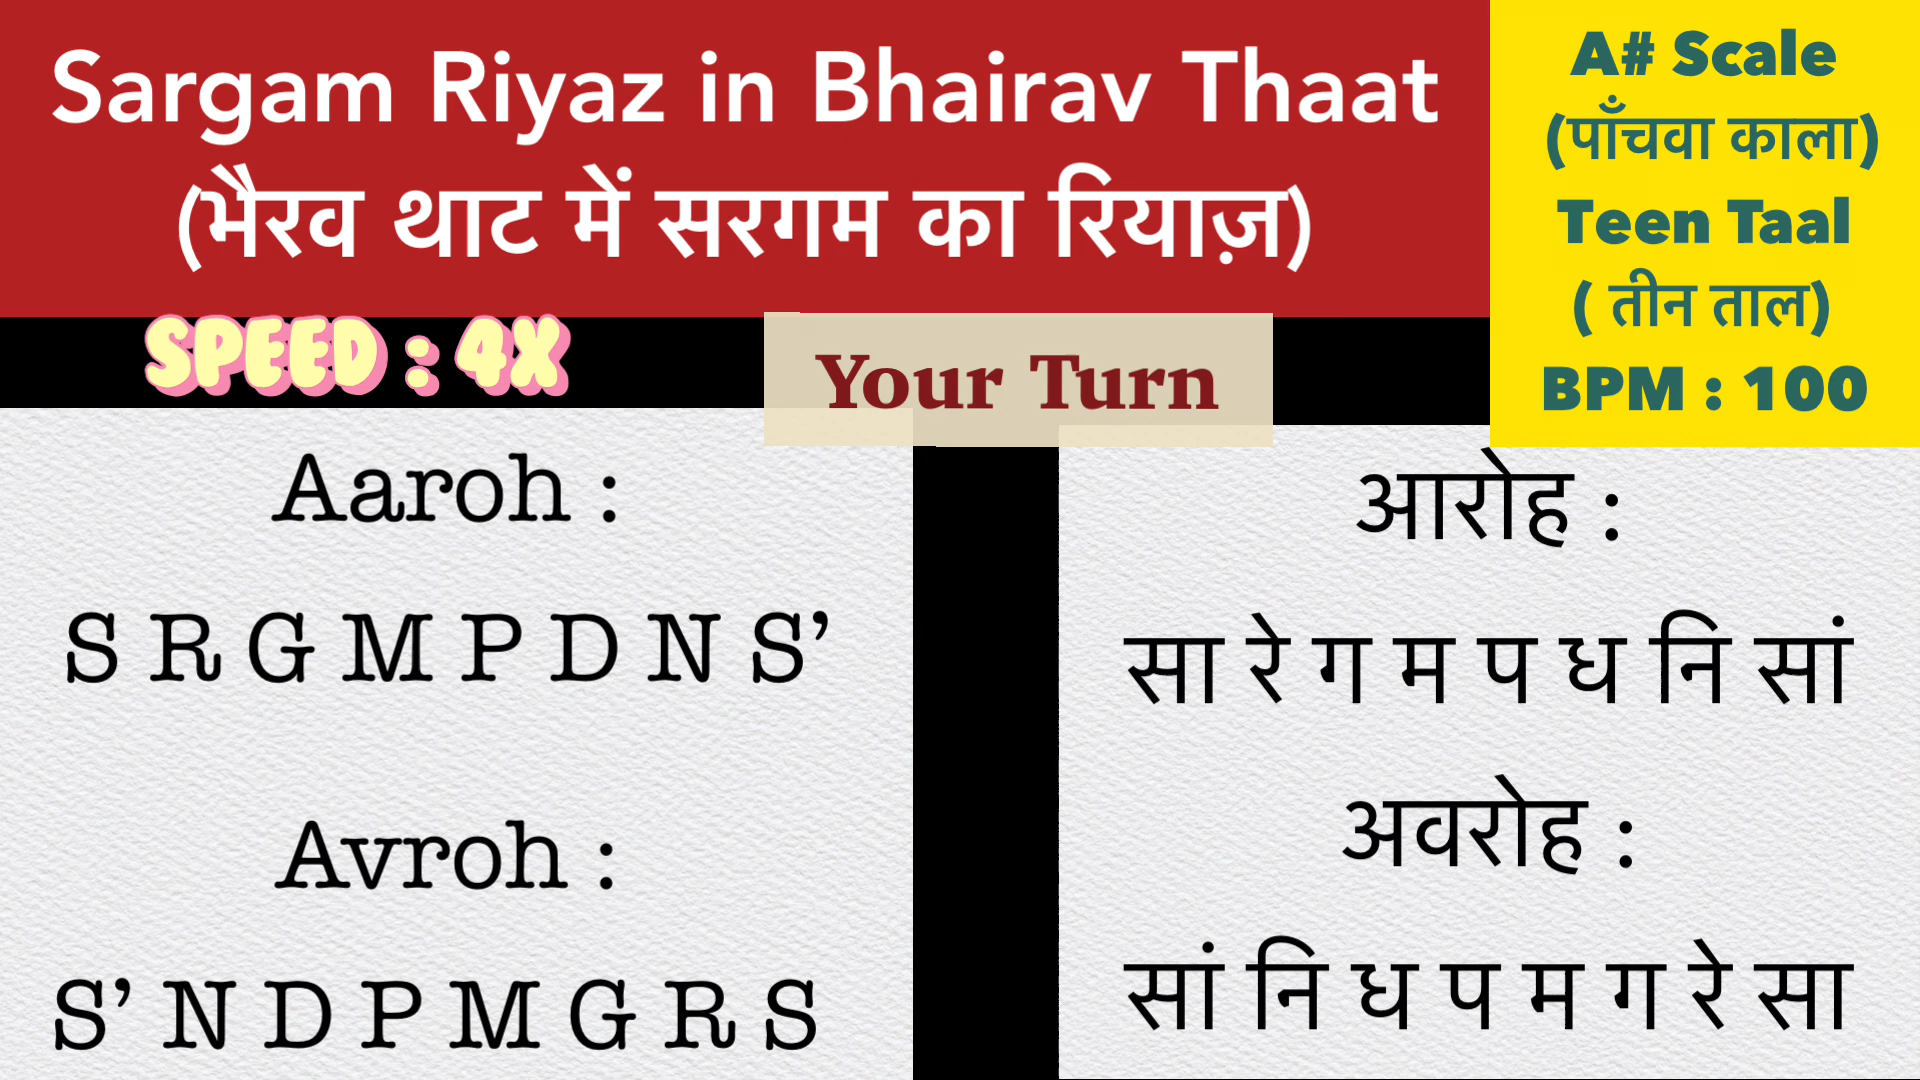 Sargam Riyaz in Bhairav Thaat
(भैरव थाट में सरगम का रियाज़)
A# Scale
(पाँचवा काला)
Teen Taal
( तीन ताल)
BPM : 100
SPEED : 4X
Your Turn
Aaroh :
S R G M P D N S’
Avroh :
S’ N D P M G R S
आरोह :
सा रे ग म प ध नि सां
अवरोह :
सां नि ध प म ग रे सा